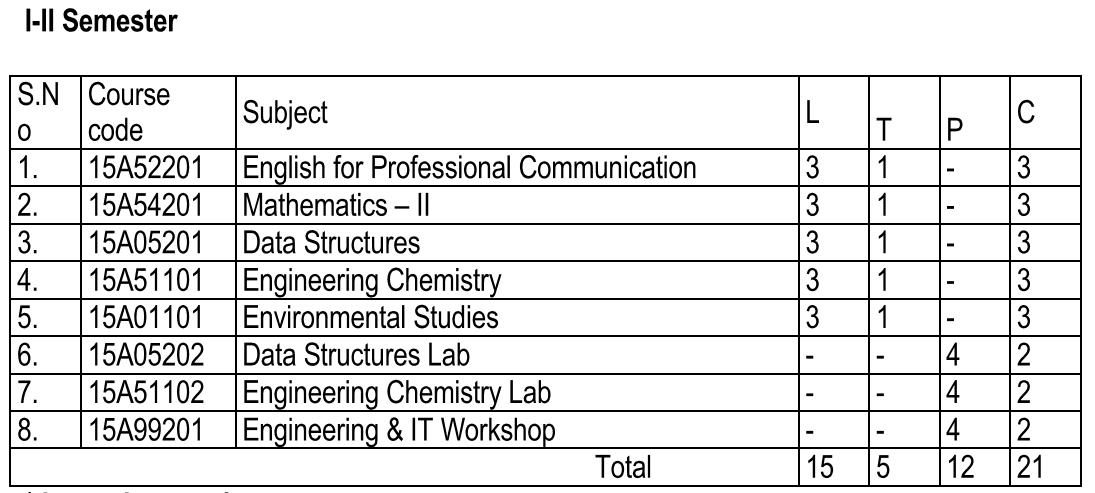 I-II Semester
S.N
o Course
code Subject L T P C
1. 15A52201 English for Professional Communication 3 1 - 3
2. 15A54201 Mathematics – II 3 1 - 3
3. 15A05201 Data Structures 3 1 - 3
4. 15A51101 Engineering Chemistry 3 1 - 3
5. 15A01101 Environmental Studies 3 1 - 3
6. 15A05202 Data Structures Lab - - 4 2
7. 15A51102 Engineering Chemistry Lab - - 4 2
8. 15A99201 Engineering & IT Workshop - - 4 2
Total 15 5 12 21